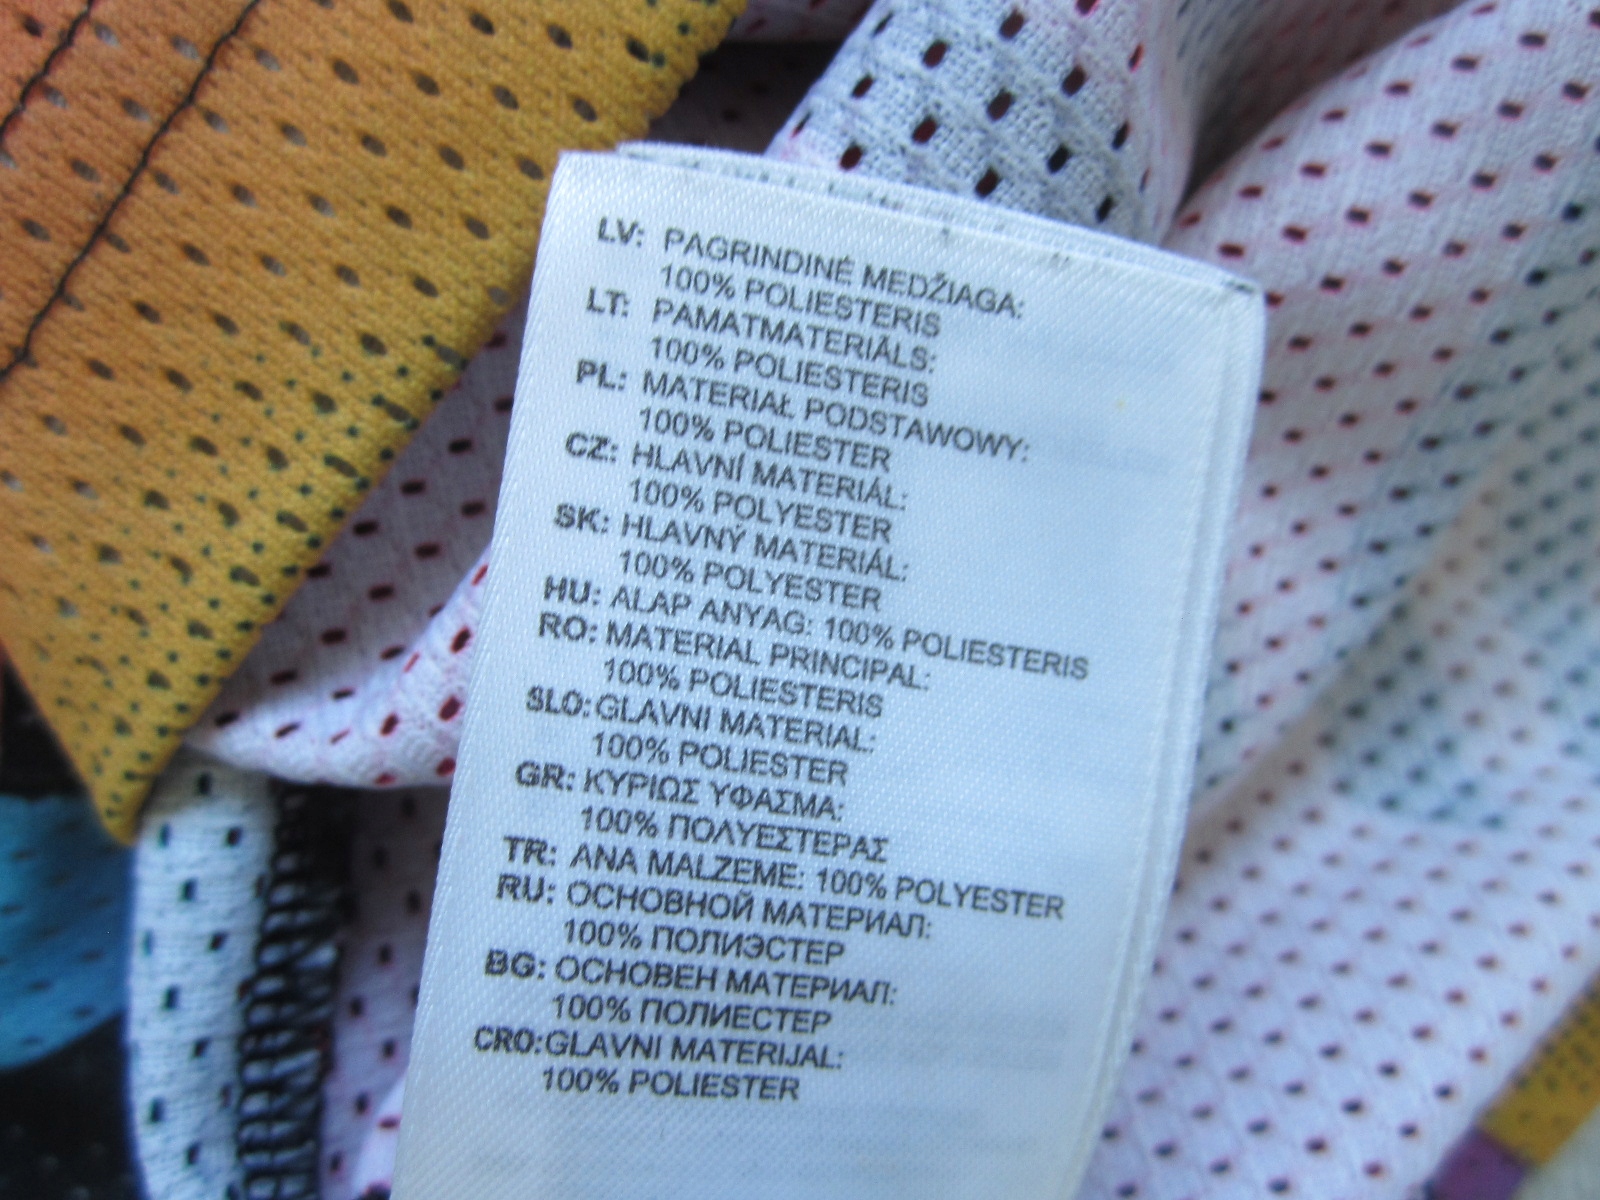 LV: PAGRINDINĖ MEDŽIAGA:
100% POLIESTERIS
LT: PAMATMATERIĀLS:
100% POLIESTERIS
PL: MATERIAŁ PODSTAWOWY:
100% POLIESTER
CZ: HLAVNÍ MATERIÁL:
100% POLYESTER
SK: HLAVNÝ MATERIÁL:
100% POLYESTER
HU: ALAP ANYAG: 100% POLIESTERIS
RO: MATERIAL PRINCIPAL:
100% POLIESTERIS
SLO: GLAVNI MATERIAL:
100% POLIESTER
GR: ΚΥΡΙΩΣ ΥΦΑΣΜΑ:
100% ΠΟΛΥΕΣΤΕΡΑΣ
TR: ANA MALZEME: 100% POLYESTER
RU: ОСНОВНОЙ МАТЕРИАЛ:
100% ПОЛИЭСТЕР
BG: ОСНОВЕН МАТЕРИАЛ:
100% ПОЛИЕСТЕР
CRO: GLAVNI MATERIJAL:
100% POLIESTER